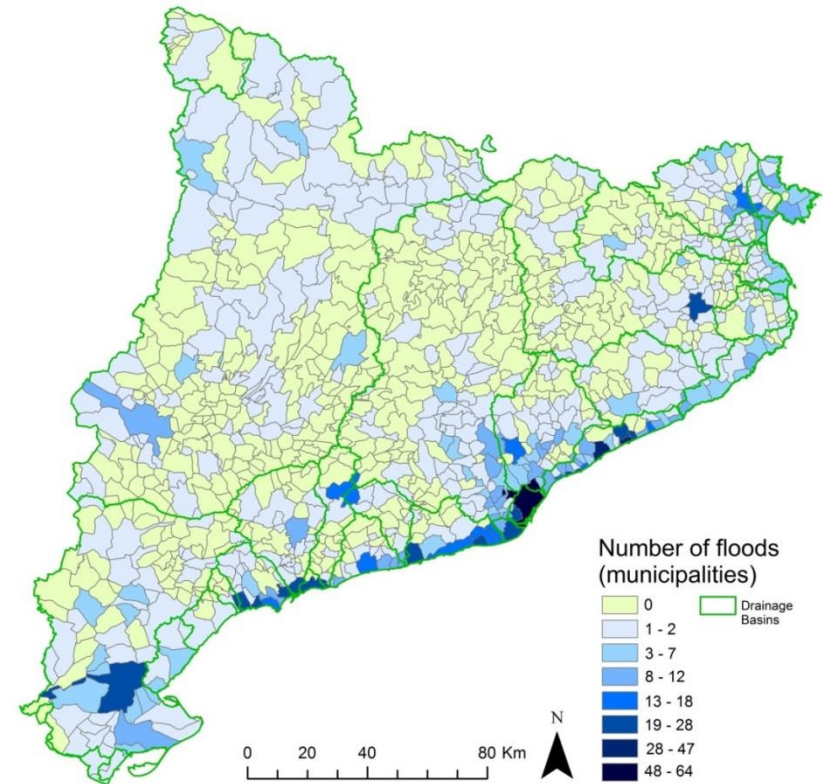 Number of floods
(municipalities)
0
1 - 2
3 - 7
8 - 12
13 - 18
19 - 28
28 - 47
48 - 64
Drainage
Basins
N
0 20 40 80 Km